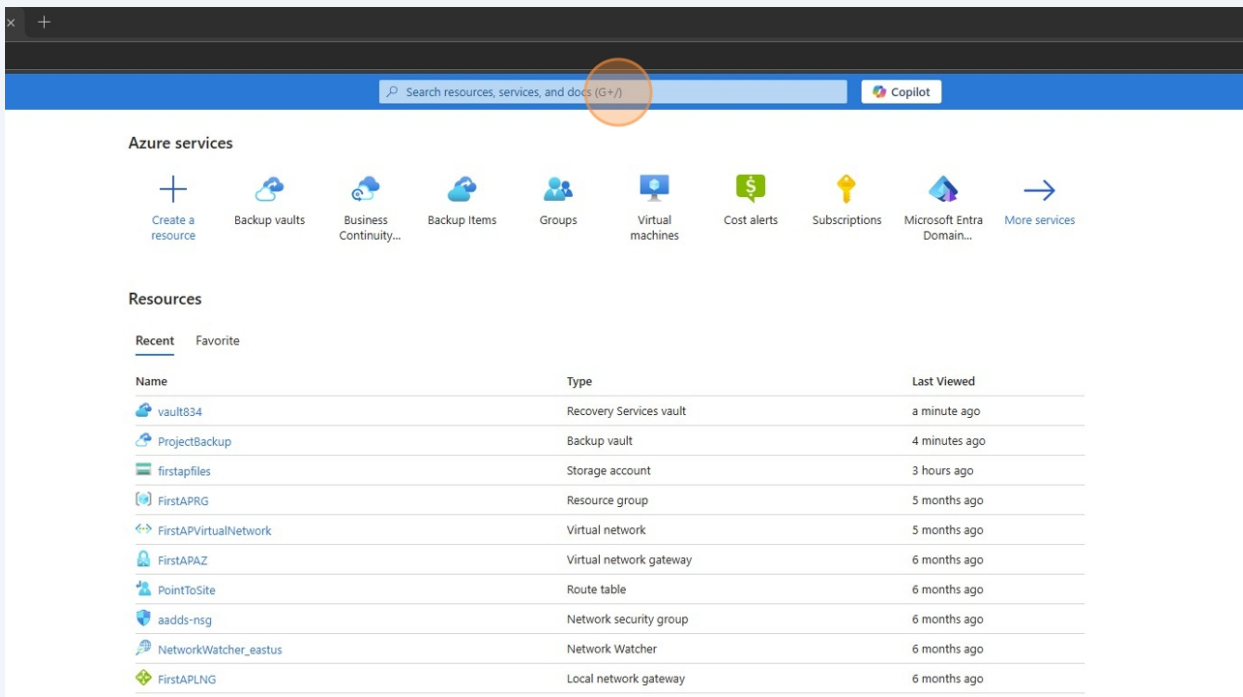 Search resources, services, and docs (G+/)
Copilot
Azure services
Create a
resource
Backup vaults
Business
Continuity...
Backup Items
Groups
Virtual
machines
Cost alerts
Subscriptions
Microsoft Entra
Domain...
More services
Resources
Recent Favorite
Name Type Last Viewed
vault834 Recovery Services vault a minute ago
ProjectBackup Backup vault 4 minutes ago
firstapfiles Storage account 3 hours ago
FirstAPRG Resource group 5 months ago
FirstAPVirtualNetwork Virtual network 5 months ago
FirstAPAZ Virtual network gateway 6 months ago
PointToSite Route table 6 months ago
aadds-nsg Network security group 6 months ago
NetworkWatcher_eastus Network Watcher 6 months ago
FirstAPLNG Local network gateway 6 months ago